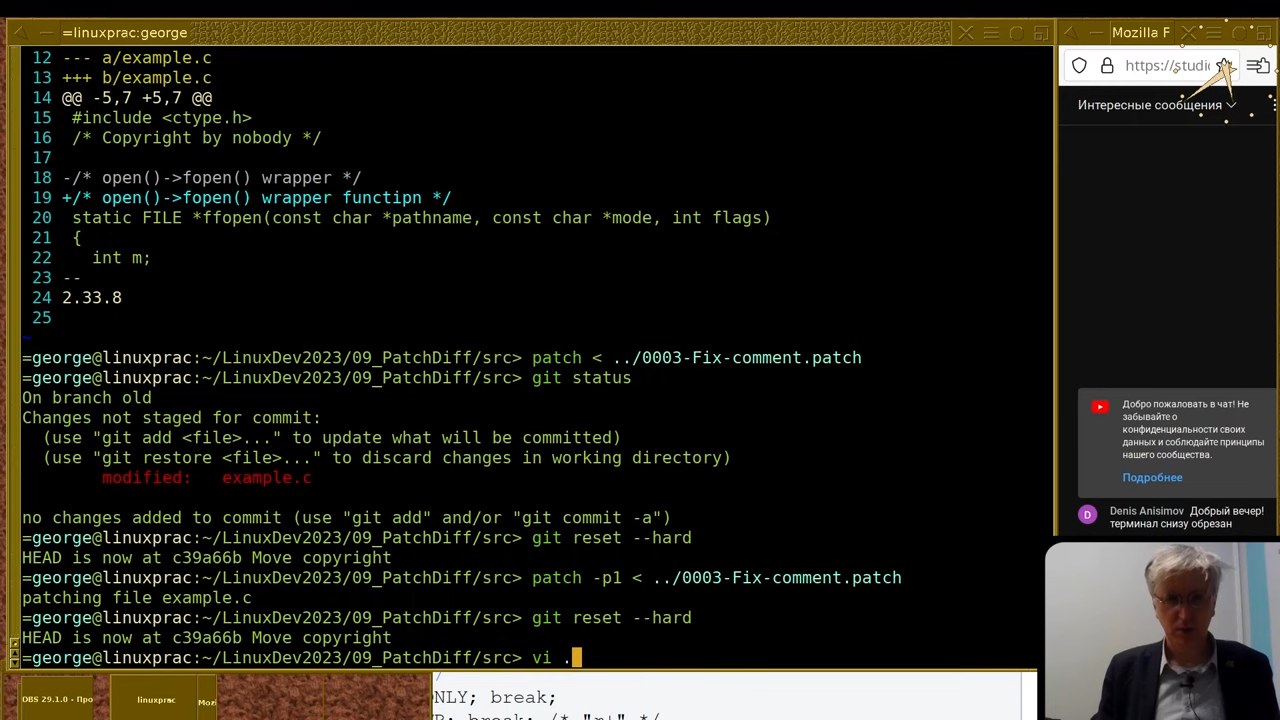 =linuxprac:george
12 --- a/example.c
13 +++ b/example.c
14 @@ -5,7 +5,7 @@
15  #include <ctype.h>
16  /* Copyright by nobody */
17
18 -/* open()->fopen() wrapper */
19 +/* open()->fopen() wrapper functipn */
20  static FILE *ffopen(const char *pathname, const char *mode, int flags)
21  {
22    int m;
23 --
24 2.33.8
25
~
=george@linuxprac:~/LinuxDev2023/09_PatchDiff/src> patch < ../0003-Fix-comment.patch
=george@linuxprac:~/LinuxDev2023/09_PatchDiff/src> git status
On branch old
Changes not staged for commit:
  (use "git add <file>..." to update what will be committed)
  (use "git restore <file>..." to discard changes in working directory)
        modified:   example.c
no changes added to commit (use "git add" and/or "git commit -a")
=george@linuxprac:~/LinuxDev2023/09_PatchDiff/src> git reset --hard
HEAD is now at c39a66b Move copyright
=george@linuxprac:~/LinuxDev2023/09_PatchDiff/src> patch -p1 < ../0003-Fix-comment.patch
patching file example.c
=george@linuxprac:~/LinuxDev2023/09_PatchDiff/src> git reset --hard
HEAD is now at c39a66b Move copyright
=george@linuxprac:~/LinuxDev2023/09_PatchDiff/src> vi .
Mozilla F
https://studi
Интересные сообщения
Добро пожаловать в чат! Не
забывайте о
конфиденциальности своих
данных и соблюдайте принципы
нашего сообщества.
Подробнее
D
Denis Anisimov Добрый вечер!
терминал снизу обрезан
OBS 29.1.0 - Про
linuxprac
Moz
NLY; break;
break; /* "r+" */